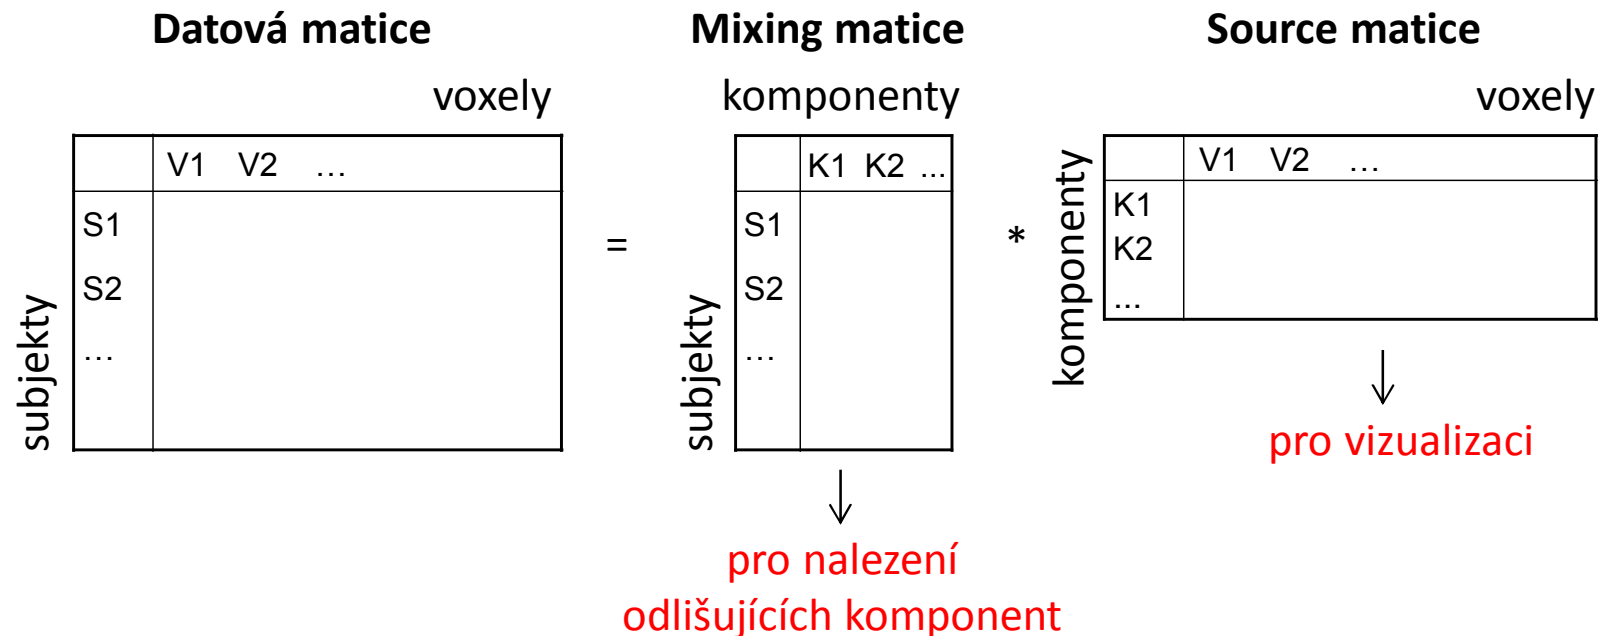 Datová matice
voxely
V1 V2 …
S1
S2
…
subjekty
=
Mixing matice
komponenty
K1 K2 ...
S1
S2
…
subjekty
pro nalezení
odlišujících komponent
*
Source matice
voxely
V1 V2 …
K1
K2
...
komponenty
pro vizualizaci